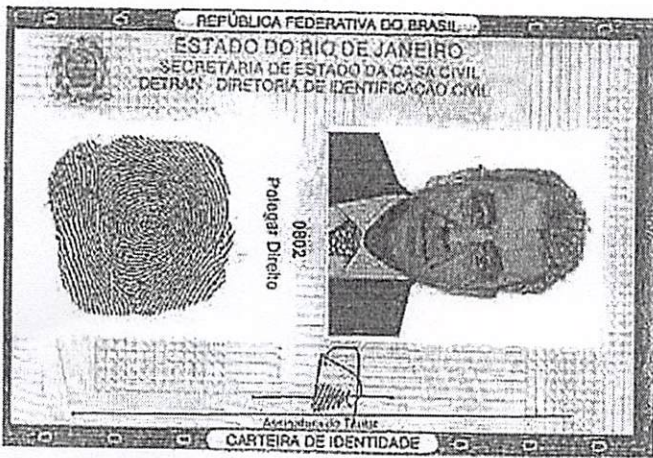 REPÚBLICA FEDERATIVA DO BRASIL
ESTADO DO RIO DE JANEIRO
SECRETARIA DE ESTADO DA CASA CIVIL
DETRAN - DIRETORIA DE IDENTIFICAÇÃO CIVIL
0802
Polegar Direito
Assinatura do Titular
CARTEIRA DE IDENTIDADE